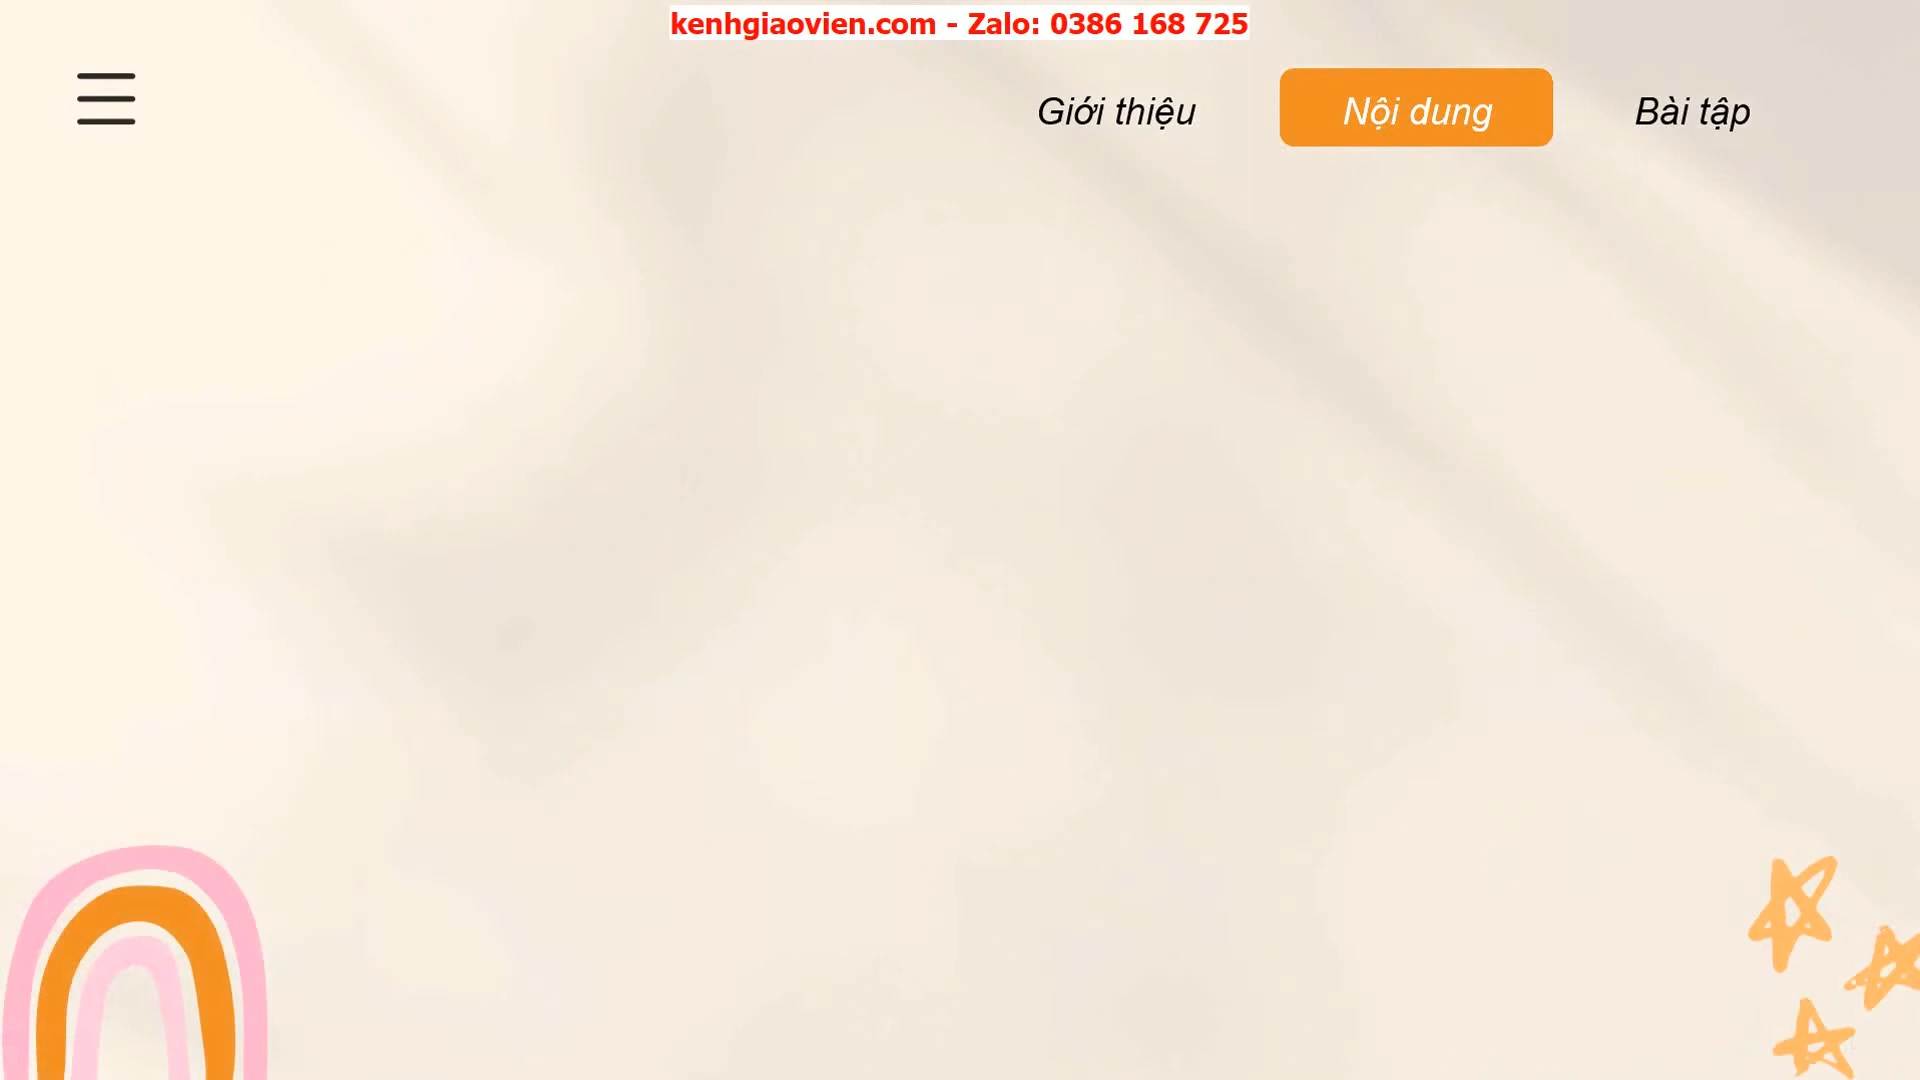 kenhgiaovien.com - Zalo: 0386 168 725
Giới thiệu
Nội dung
Bài tập